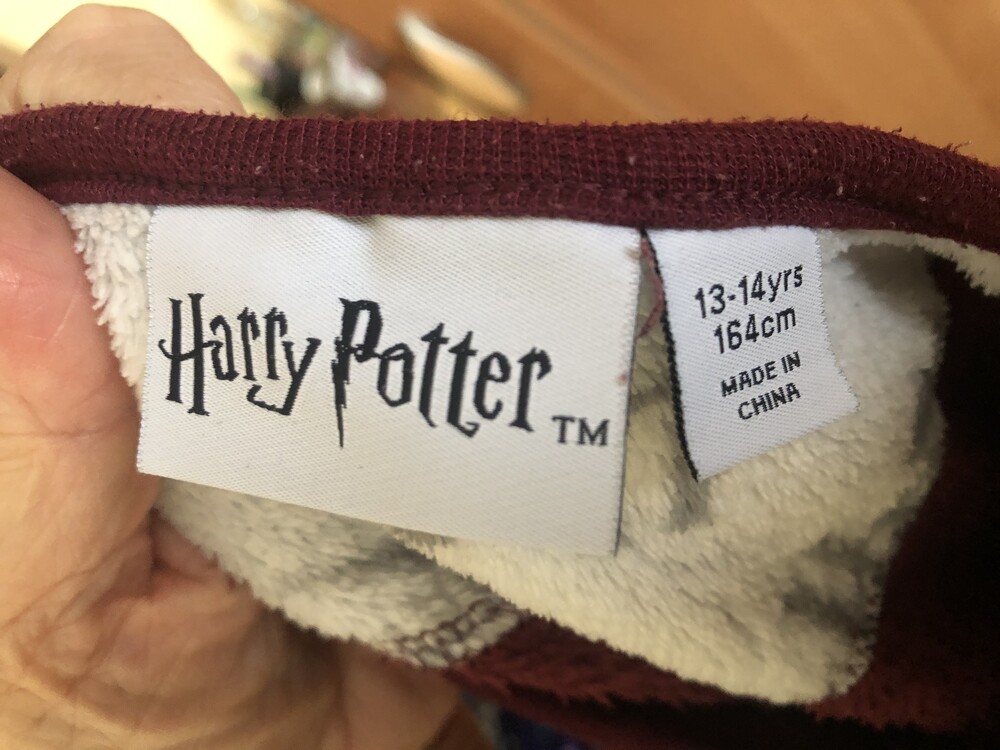 Harry Potter TM
13-14yrs
164cm
MADE IN
CHINA